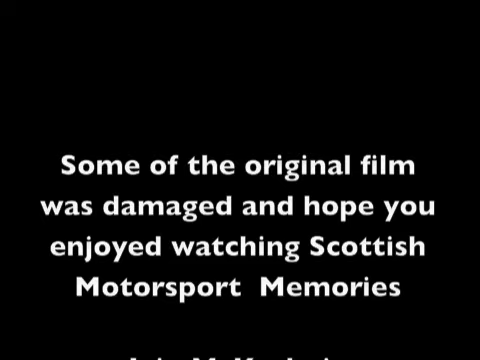 Some of the original film
was damaged and hope you
enjoyed watching Scottish
Motorsport  Memories